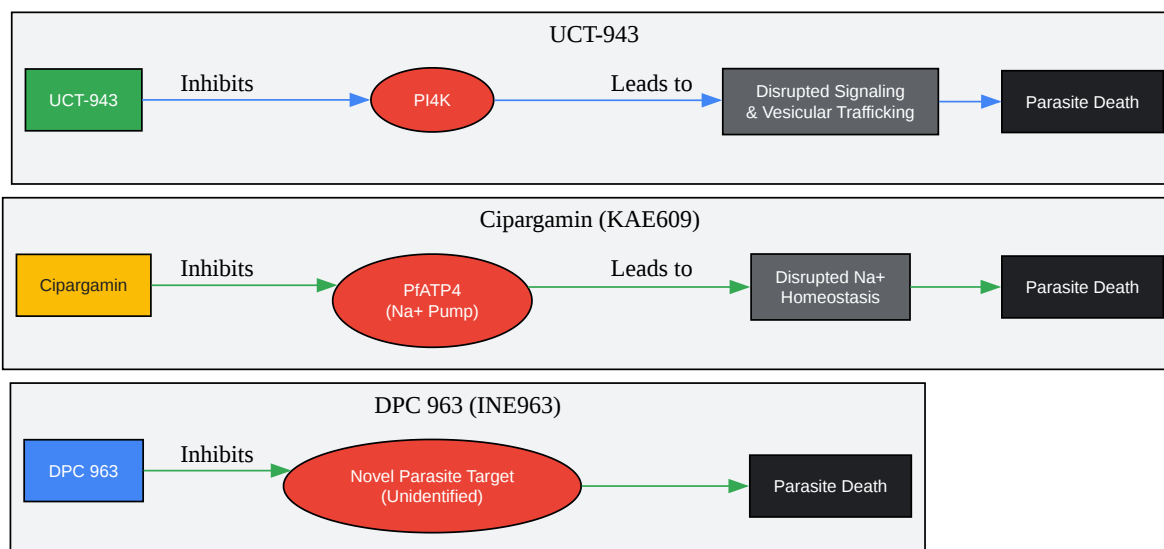 UCT-943
UCT-943
Inhibits
PI4K
Leads to
Disrupted Signaling
& Vesicular Trafficking
Parasite Death
Cipargamin (KAE609)
Cipargamin
Inhibits
PfATP4
(Na+ Pump)
Leads to
Disrupted Na+
Homeostasis
Parasite Death
DPC 963 (INE963)
DPC 963
Inhibits
Novel Parasite Target
(Unidentified)
Parasite Death